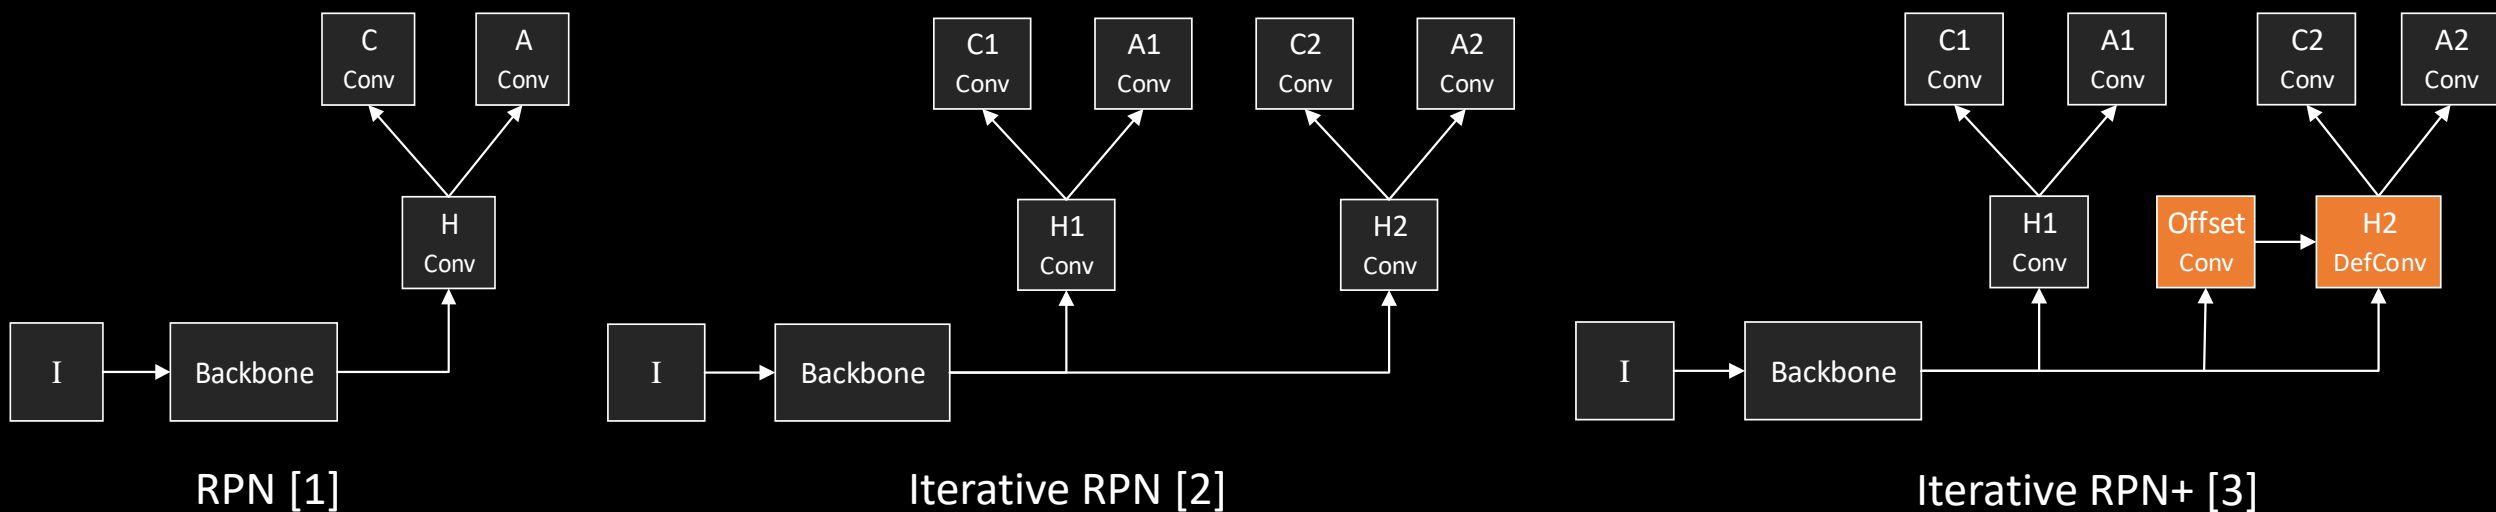 C
Conv
A
Conv
H
Conv
I
Backbone
RPN [1]
C1
Conv
A1
Conv
C2
Conv
A2
Conv
H1
Conv
H2
Conv
I
Backbone
Iterative RPN [2]
C1
Conv
A1
Conv
C2
Conv
A2
Conv
H1
Conv
Offset
Conv
H2
DefConv
I
Backbone
Iterative RPN+ [3]